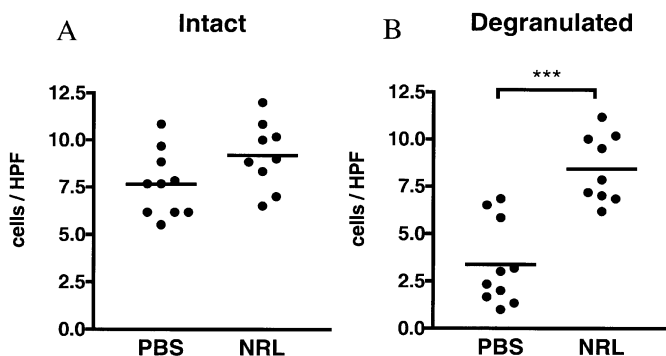 A Intact
cells / HPF
12.5
10.0
7.5
5.0
2.5
0.0
PBS NRL
B Degranulated
***
cells / HPF
12.5
10.0
7.5
5.0
2.5
0.0
PBS NRL